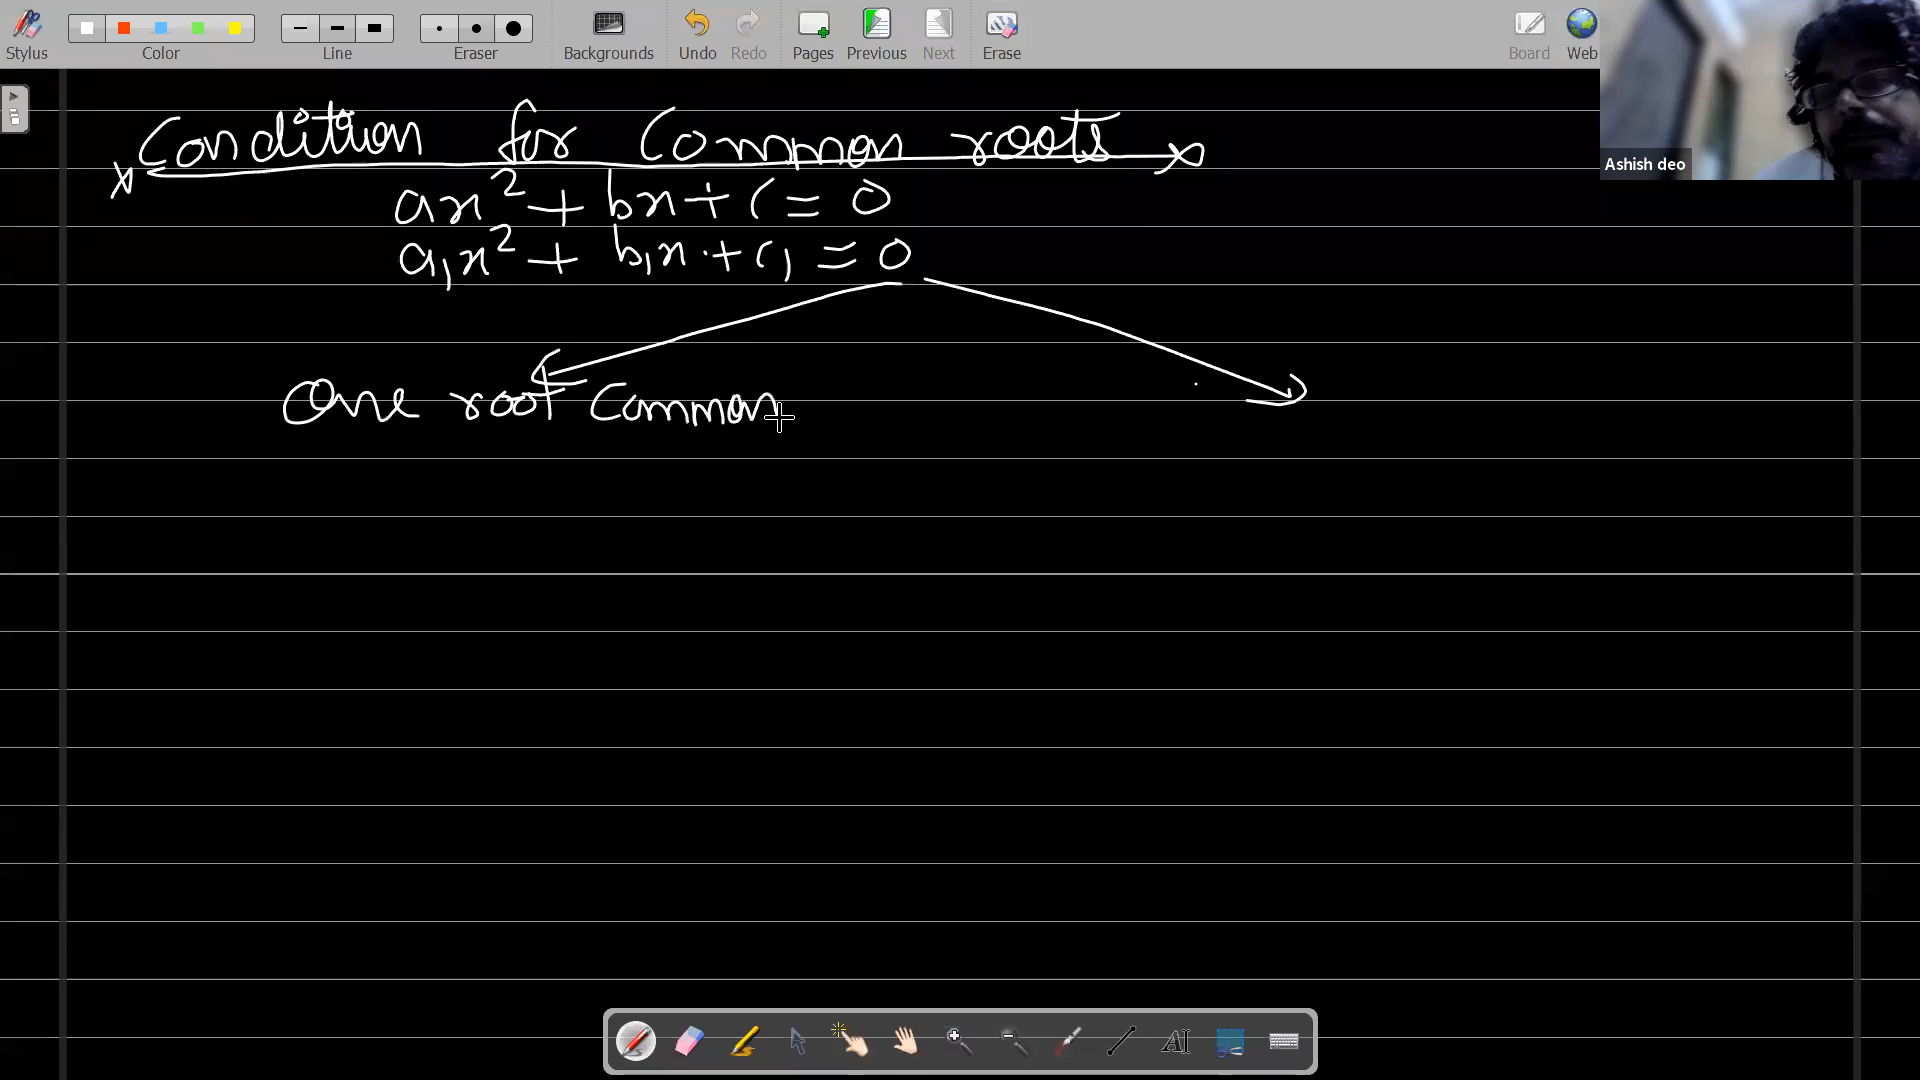 Stylus Color Line Eraser Backgrounds Undo Redo Pages Previous Next Erase Board Web
Ashish deo
Condition for Common roots
ax² + bx + c = 0
a₁x² + b₁x + c₁ = 0
One root Common